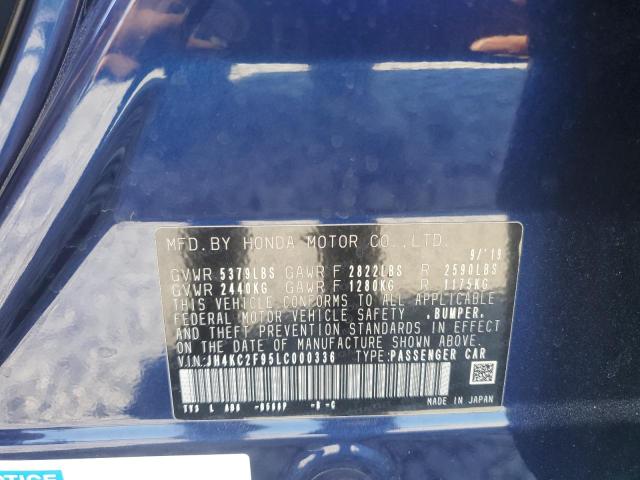 MFD.BY HONDA MOTOR CO.,LTD. 9/'19
GVWR 5379LBS GAWR F 2822LBS R 2590LBS
GVWR 2440KG GAWR F 1280KG R 1175KG
THIS VEHICLE CONFORMS TO ALL APPLICABLE
FEDERAL MOTOR VEHICLE SAFETY ,BUMPER,
AND THEFT PREVENTION STANDARDS IN EFFECT
ON THE DATE OF MANUFACTURE SHOWN ABOVE.
VIN:JH4KC2F95LC000336 TYPE:PASSENGER CAR
MADE IN JAPAN